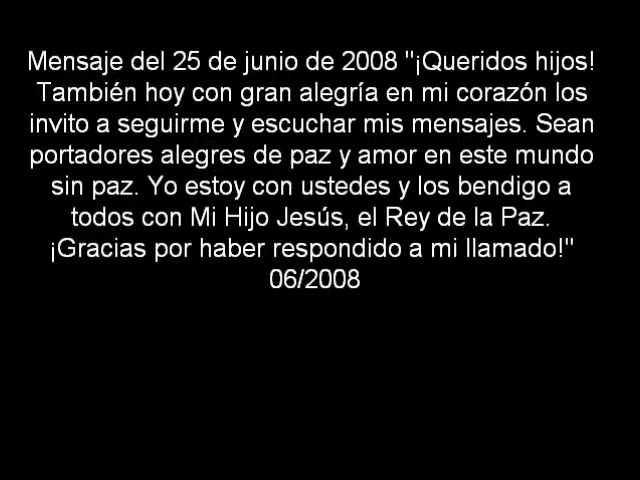 Mensaje del 25 de junio de 2008 "¡Queridos hijos!
También hoy con gran alegría en mi corazón los
invito a seguirme y escuchar mis mensajes. Sean
portadores alegres de paz y amor en este mundo
sin paz. Yo estoy con ustedes y los bendigo a
todos con Mi Hijo Jesús, el Rey de la Paz.
¡Gracias por haber respondido a mi llamado!"
06/2008